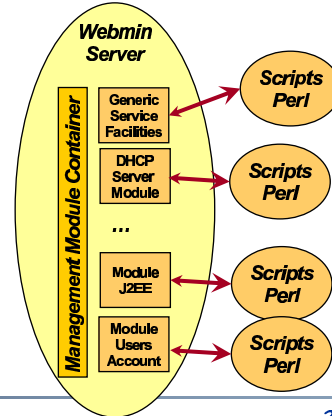 Webmin
Server
Management Module Container
Generic
Service
Facilities
Scripts
Perl
DHCP
Server
Module
Scripts
Perl
...
Module
J2EE
Scripts
Perl
Module
Users
Account
Scripts
Perl